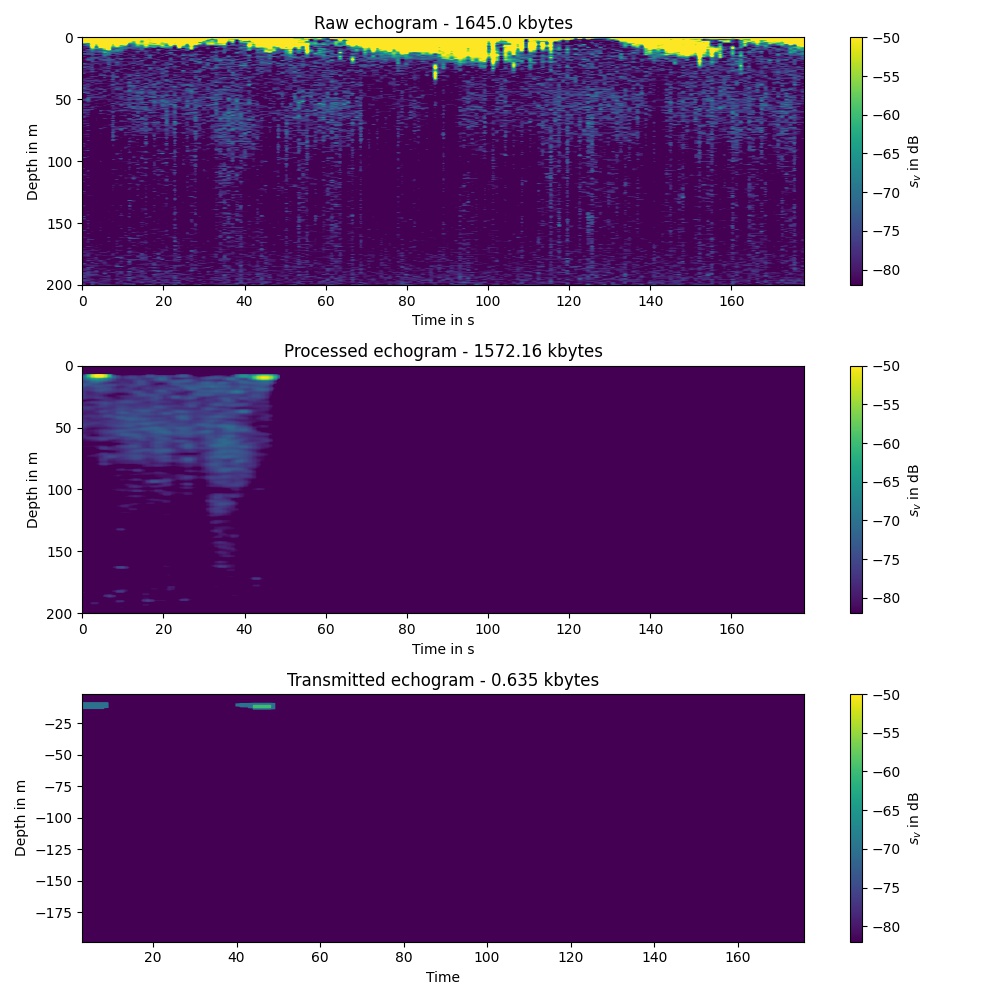 Raw echogram - 1645.0 kbytes
0
50
100
150
200
Depth in m
0 20 40 60 80 100 120 140 160
Time in s
−50
−55
−60
−65
−70
−75
−80
sv in dB
Processed echogram - 1572.16 kbytes
0
50
100
150
200
Depth in m
0 20 40 60 80 100 120 140 160
Time in s
−50
−55
−60
−65
−70
−75
−80
sv in dB
Transmitted echogram - 0.635 kbytes
−25
−50
−75
−100
−125
−150
−175
Depth in m
20 40 60 80 100 120 140 160
Time
−50
−55
−60
−65
−70
−75
−80
sv in dB